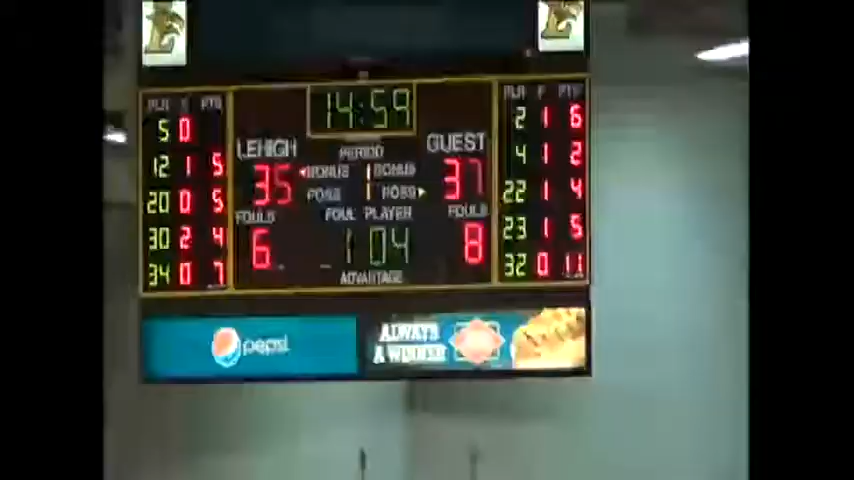 14:59
PLR F PTS
5 0
12 1 5
20 0 5
30 2 4
34 0 7
LEHIGH
35
FOULS
6
PERIOD
1
BONUS BONUS
POSS POSS
FOUL PLAYER
1 04
ADVANTAGE
GUEST
37
FOULS
8
PLR F PTS
2 1 6
4 1 2
22 1 4
23 1 5
32 0 11
pepsi
ALWAYS
A WINNER